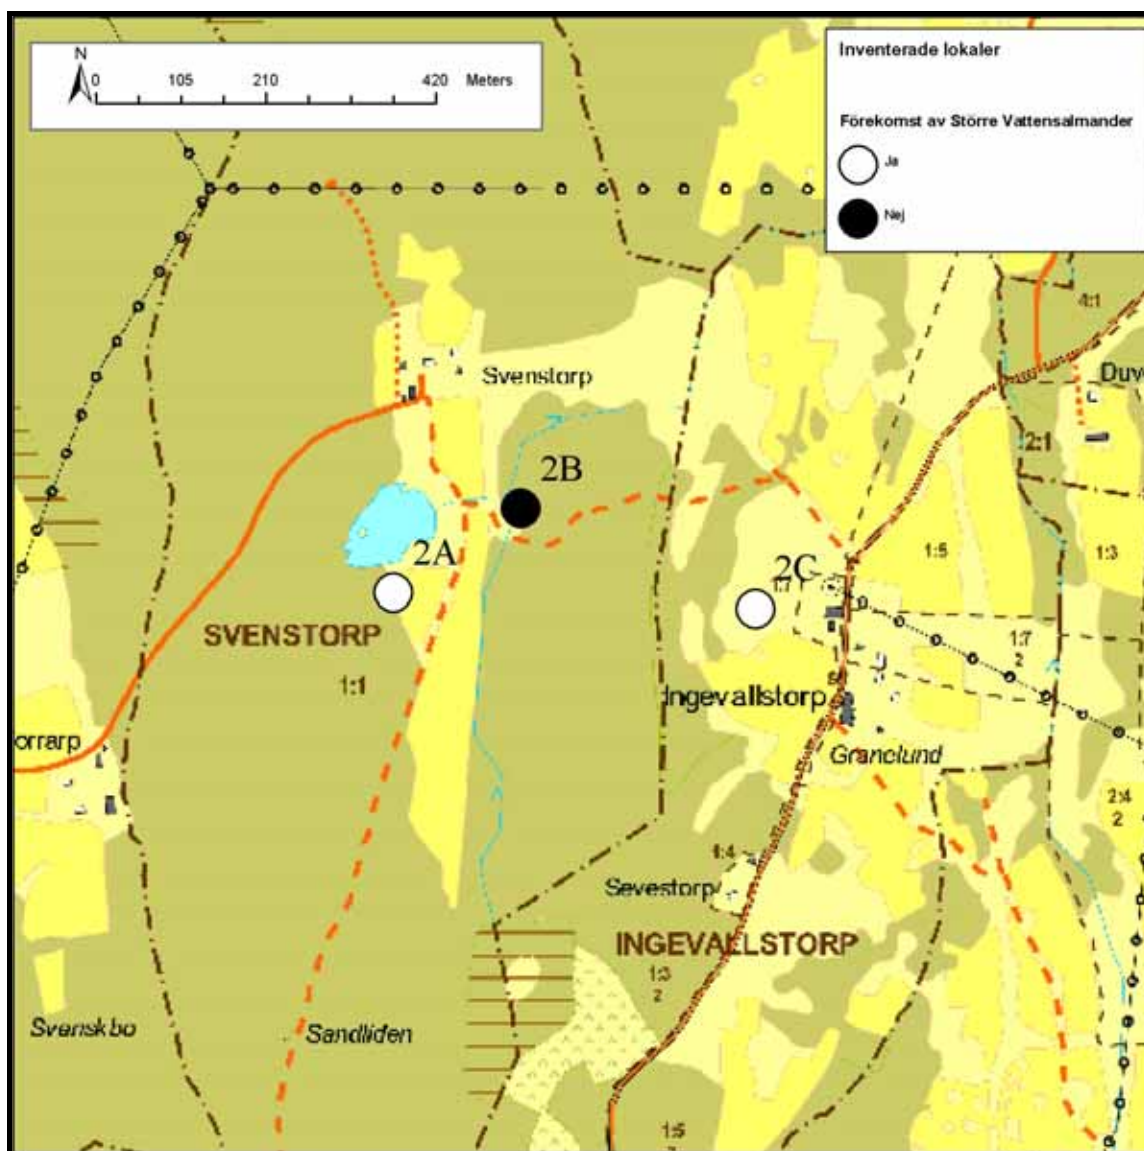 N
0 105 210 420 Meters
Inventerade lokaler
Förekomst av Större Vattensalmander
Ja
Nej
4:1
Svenstorp
Duv
2:1
2B
1:5
1:3
2A
2C
1:7
SVENSTORP
1:7
2
1:1
Ingevallstorp
orrarp
Granelund
2:4
2
1:4
Sevestorp
INGEVALLSTORP
1:3
2
Svenskbo
Sandliden